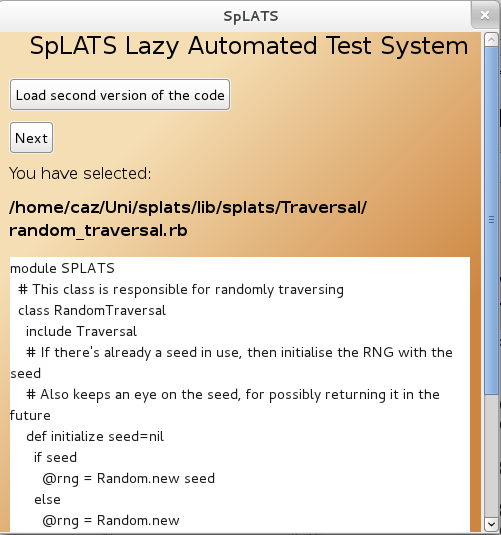 SpLATS
SpLATS Lazy Automated Test System
Load second version of the code
Next
You have selected:
/home/caz/Uni/splats/lib/splats/Traversal/
random_traversal.rb
module SPLATS
# This class is responsible for randomly traversing
class RandomTraversal
include Traversal
# If there's already a seed in use, then initialise the RNG with the
seed
# Also keeps an eye on the seed, for possibly returning it in the
future
def initialize seed=nil
if seed
@rng = Random.new seed
else
@rng = Random.new